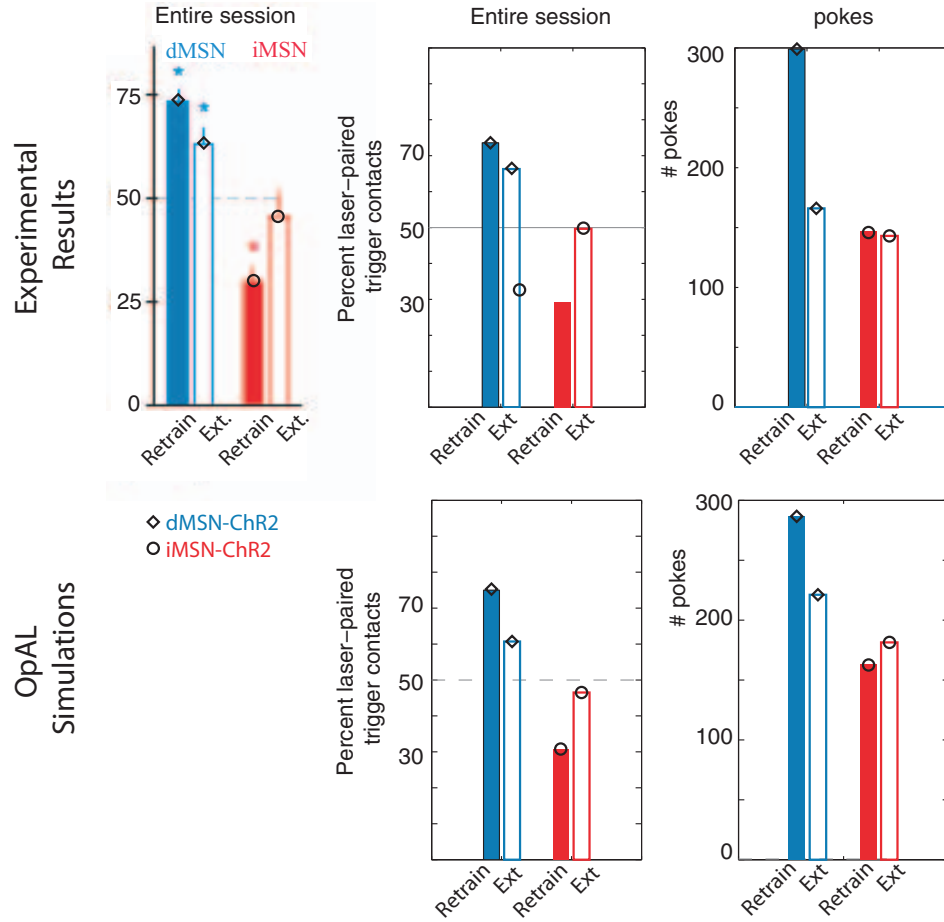 Entire session
dMSN
iMSN
75
50
25
0
Retrain
Ext.
Retrain
Ext.
Experimental
Results
Entire session
Percent laser-paired
trigger contacts
70
50
30
Retrain
Ext
Retrain
Ext
pokes
# pokes
300
200
100
0
Retrain
Ext
Retrain
Ext
dMSN-ChR2
iMSN-ChR2
OpAL
Simulations
Percent laser-paired
trigger contacts
70
50
30
Retrain
Ext
Retrain
Ext
# pokes
300
200
100
0
Retrain
Ext
Retrain
Ext